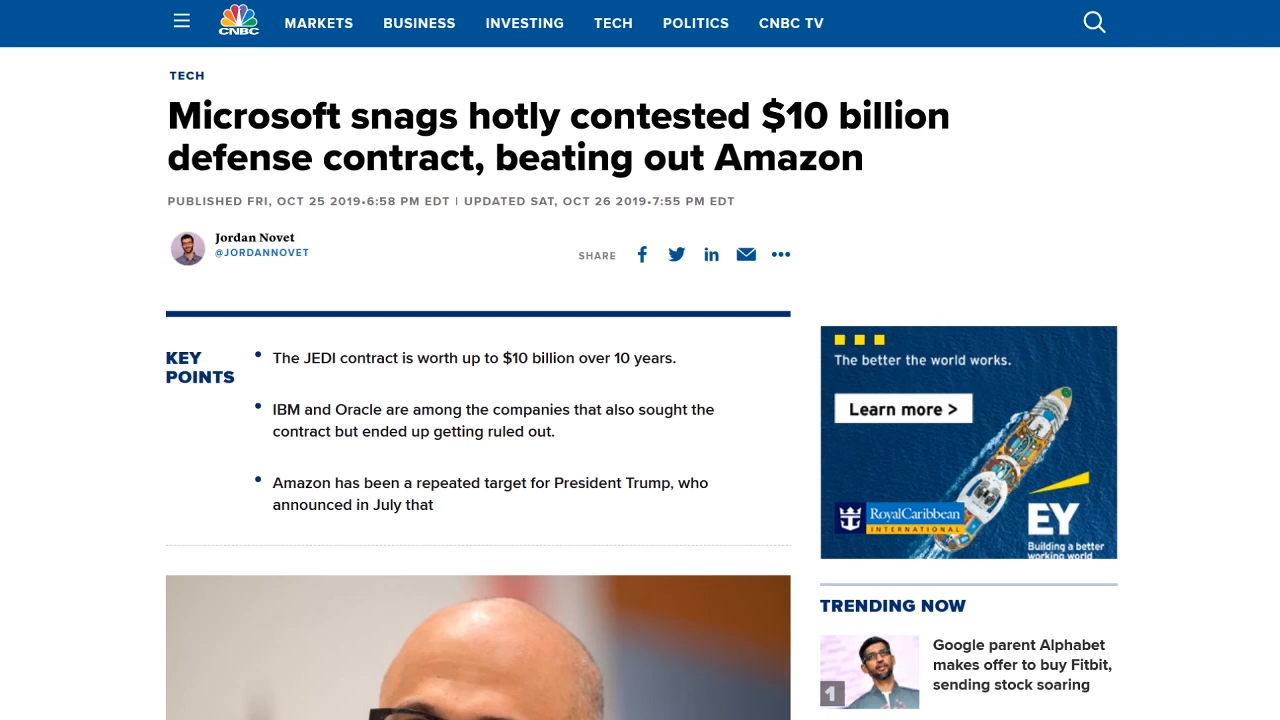 CNBC
MARKETS
BUSINESS
INVESTING
TECH
POLITICS
CNBC TV
TECH
Microsoft snags hotly contested $10 billion
defense contract, beating out Amazon
PUBLISHED FRI, OCT 25 2019•6:58 PM EDT | UPDATED SAT, OCT 26 2019•7:55 PM EDT
Jordan Novet
@JORDANNOVET
SHARE
KEY
POINTS
• The JEDI contract is worth up to $10 billion over 10 years.
• IBM and Oracle are among the companies that also sought the
contract but ended up getting ruled out.
• Amazon has been a repeated target for President Trump, who
announced in July that
The better the world works.
Learn more >
RoyalCaribbean
INTERNATIONAL
EY
Building a better
working world
TRENDING NOW
1
Google parent Alphabet
makes offer to buy Fitbit,
sending stock soaring